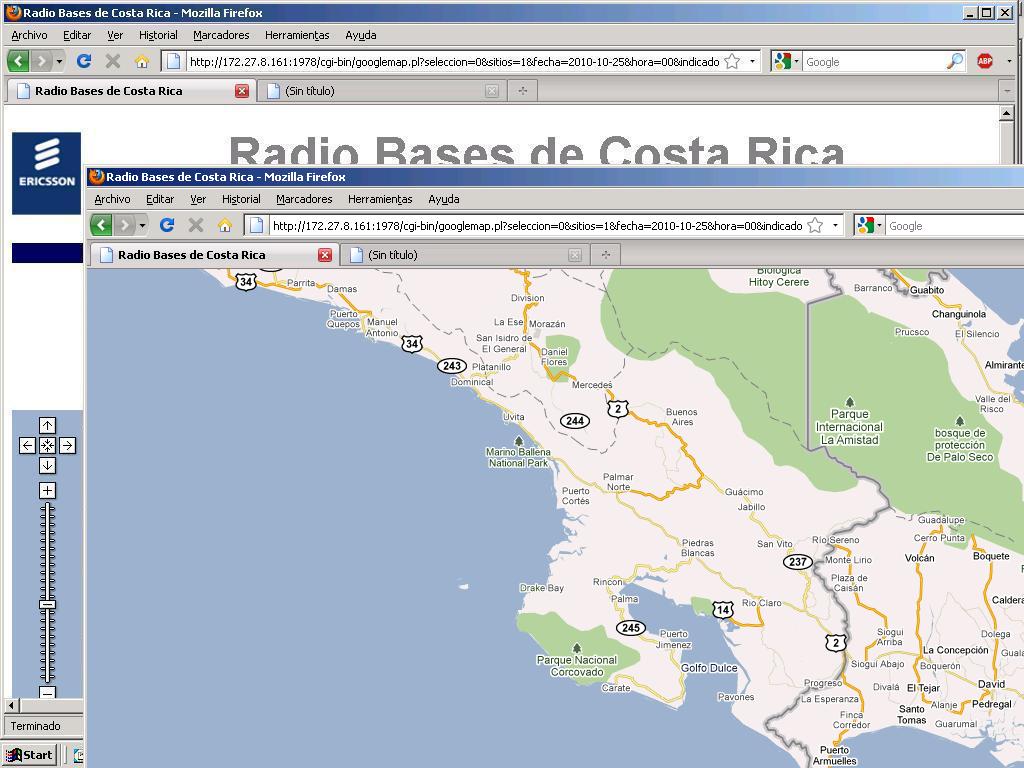 Radio Bases de Costa Rica - Mozilla Firefox
Archivo Editar Ver Historial Marcadores Herramientas Ayuda
http://172.27.8.161:1978/cgi-bin/googlemap.pl?seleccion=0&sitios=1&fecha=2010-10-25&hora=00&indicado
Google
ABP
Radio Bases de Costa Rica
(Sin título)
ERICSSON
Radio Bases de Costa Rica
Radio Bases de Costa Rica - Mozilla Firefox
Archivo Editar Ver Historial Marcadores Herramientas Ayuda
http://172.27.8.161:1978/cgi-bin/googlemap.pl?seleccion=0&sitios=1&fecha=2010-10-25&hora=00&indicado
Google
Radio Bases de Costa Rica
(Sin título)
Biológica
Hitoy Cerere
34
Parrita
Damas
Division
Barranco
Guabito
Changuinola
Puerto
Quepos
Manuel
Antonio
La Ese
Morazán
Prucsco
El Silencio
34
San Isidro de
El General
Daniel
Flores
243
Platanillo
Dominical
Mercedes
Almirante
Valle del
Risco
Uvita
244
2
Buenos
Aires
Parque
Internacional
La Amistad
bosque de
protección
De Palo Seco
Marino Ballena
National Park
Palmar
Norte
Puerto
Cortés
Guácimo
Jabillo
Guadalupe
Cerro Punta
Piedras
Blancas
San Vito
Río Sereno
237
Monte Lirio
Volcán
Boquete
Drake Bay
Rincon
Palma
Plaza de
Caisán
Rio Claro
14
Caldera
245
Puerto
Jimenez
2
Siogui
Arriba
Dolega
La Concepción
Parque Nacional
Corcovado
Golfo Dulce
Siogui Abajo
Boquerón
Carate
Pavones
Progreso
La Esperanza
Divalá
El Tejar
David
Alanje
Pedregal
Finca
Corredor
Santo
Tomas
Guarumal
Puerto
Armuelles
Terminado
Start